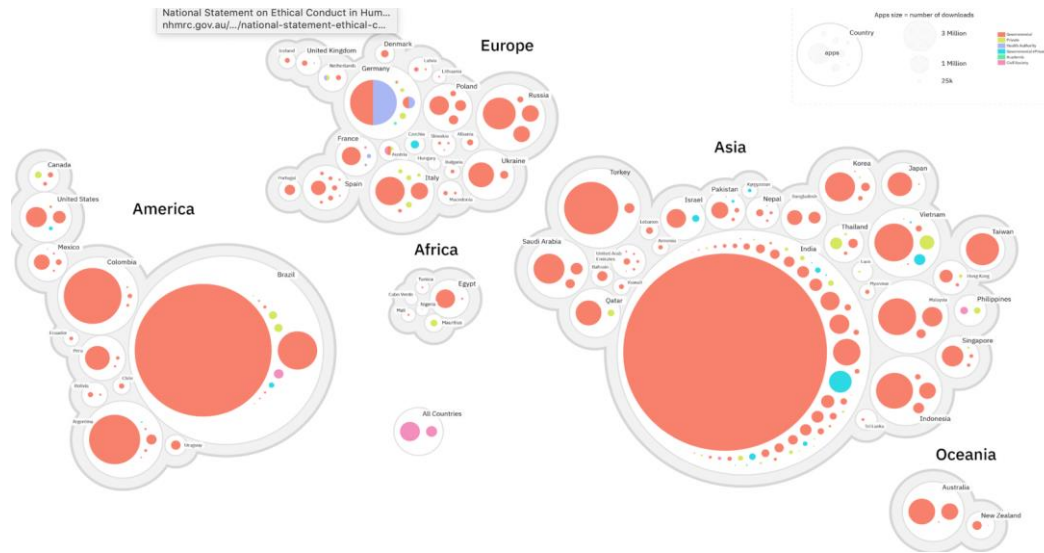 National Statement on Ethical Conduct in Hum...
nhmrc.gov.au/.../national-statement-ethical-c...
Apps size = number of downloads
Country
apps
3 Million
1 Million
25k
Governmental
Private
Health Authority
Academic
Civil Society
Europe
Iceland
United Kingdom
Denmark
Netherlands
Latvia
Lithuania
Germany
Poland
Russia
France
Czechia
Slovakia
Albania
Austria
Hungary
Bulgaria
Ukraine
Portugal
Spain
Italy
Macedonia
America
Canada
United States
Mexico
Colombia
Brazil
Ecuador
Peru
Chile
Bolivia
Argentina
Uruguay
Africa
Tunisia
Egypt
Cabo Verde
Nigeria
Mali
Mauritius
All Countries
Asia
Turkey
Israel
Pakistan
Kyrgyzstan
Nepal
Bangladesh
Korea
Japan
Lebanon
Armenia
India
Thailand
Vietnam
Taiwan
Saudi Arabia
United Arab
Emirates
Bahrain
Kuwait
Qatar
Laos
Myanmar
Hong Kong
Malaysia
Philippines
Singapore
Indonesia
Sri Lanka
Oceania
Australia
New Zealand